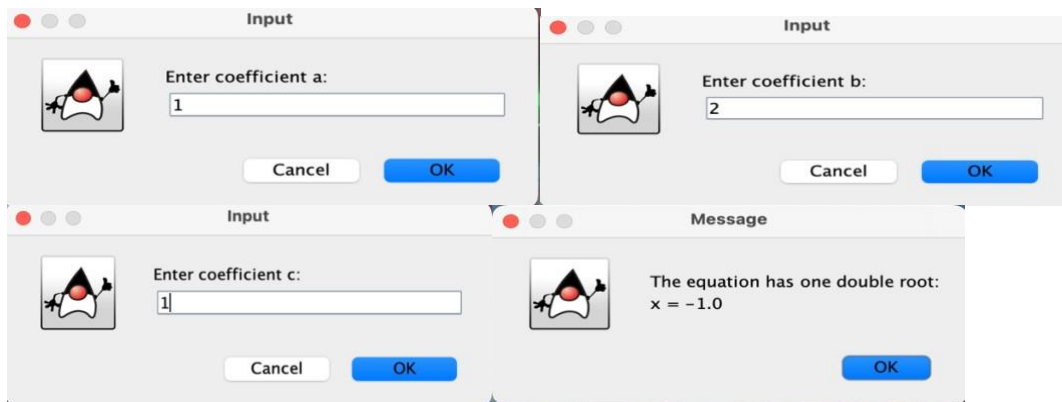 Input
Enter coefficient a:
1
Cancel OK
Input
Enter coefficient b:
2
Cancel OK
Input
Enter coefficient c:
1
Cancel OK
Message
The equation has one double root:
x = -1.0
OK